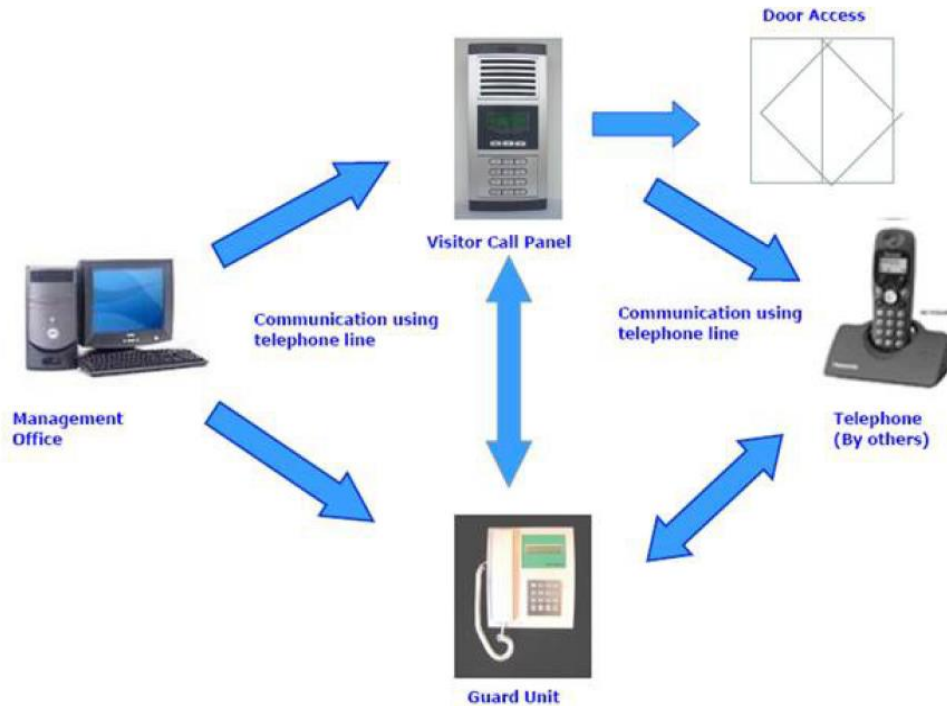 Door Access
Visitor Call Panel
Communication using
telephone line
Communication using
telephone line
Management
Office
Telephone
(By others)
Guard Unit